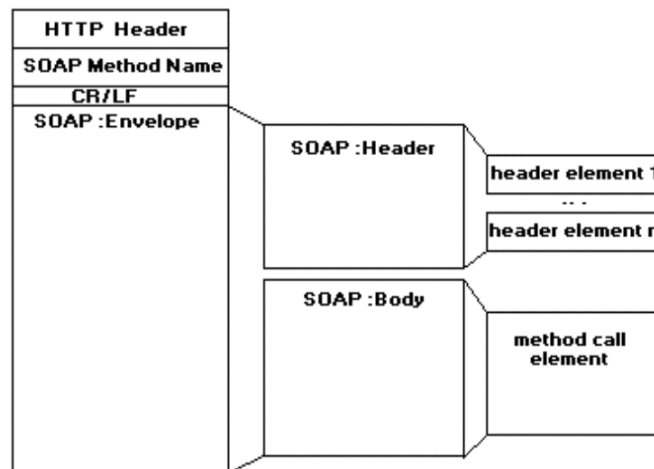 HTTP Header
SOAP Method Name
CR/LF
SOAP :Envelope
SOAP :Header
header element 1
...
header element n
SOAP :Body
method call
element